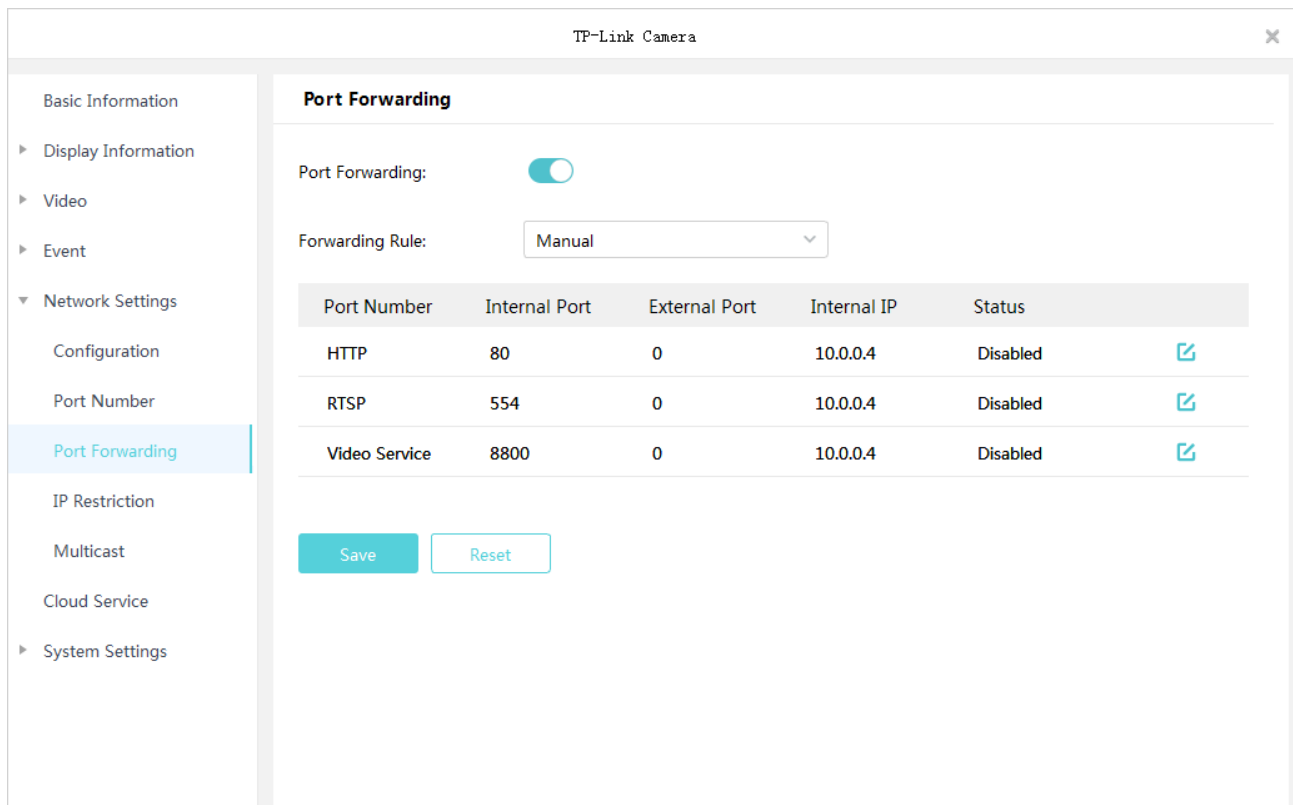 TP-Link Camera
Basic Information
Display Information
Video
Event
Network Settings
Configuration
Port Number
Port Forwarding
IP Restriction
Multicast
Cloud Service
System Settings
Port Forwarding
Port Forwarding:
Forwarding Rule: Manual
Port Number Internal Port External Port Internal IP Status
HTTP 80 0 10.0.0.4 Disabled
RTSP 554 0 10.0.0.4 Disabled
Video Service 8800 0 10.0.0.4 Disabled
Save Reset